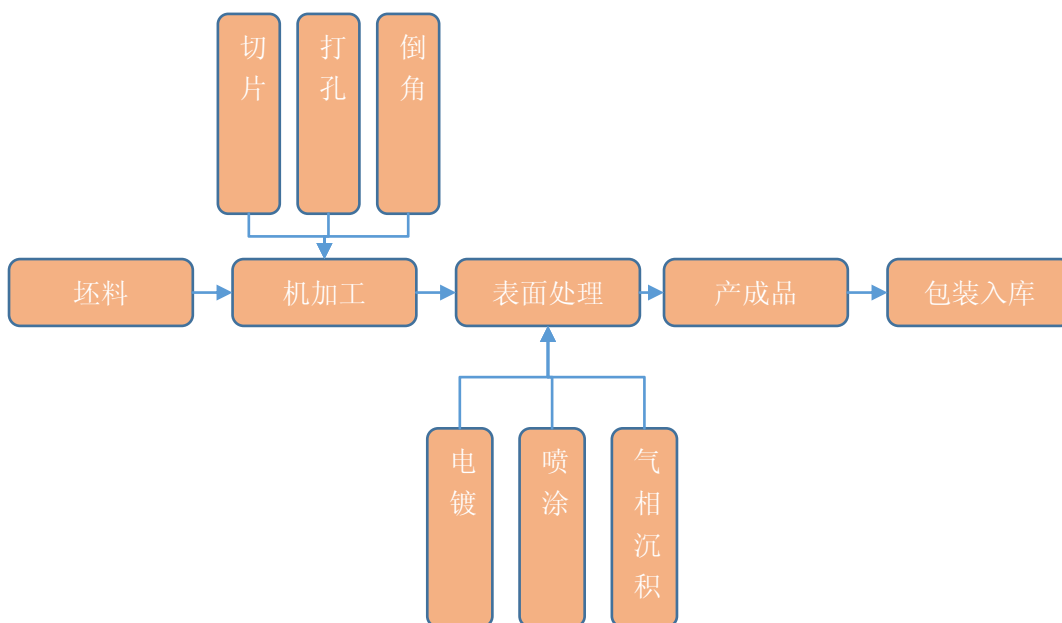 切片
打孔
倒角
坯料
机加工
表面处理
产成品
包装入库
电镀
喷涂
气相沉积